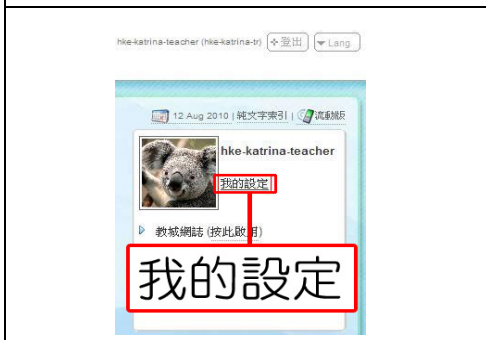 hke-katrina-teacher (hke-katrina-tr) 登出 Lang
12 Aug 2010 | 純文字索引 | 流動版
hke-katrina-teacher
我的設定
教城網誌 (按此啟用)
我的設定